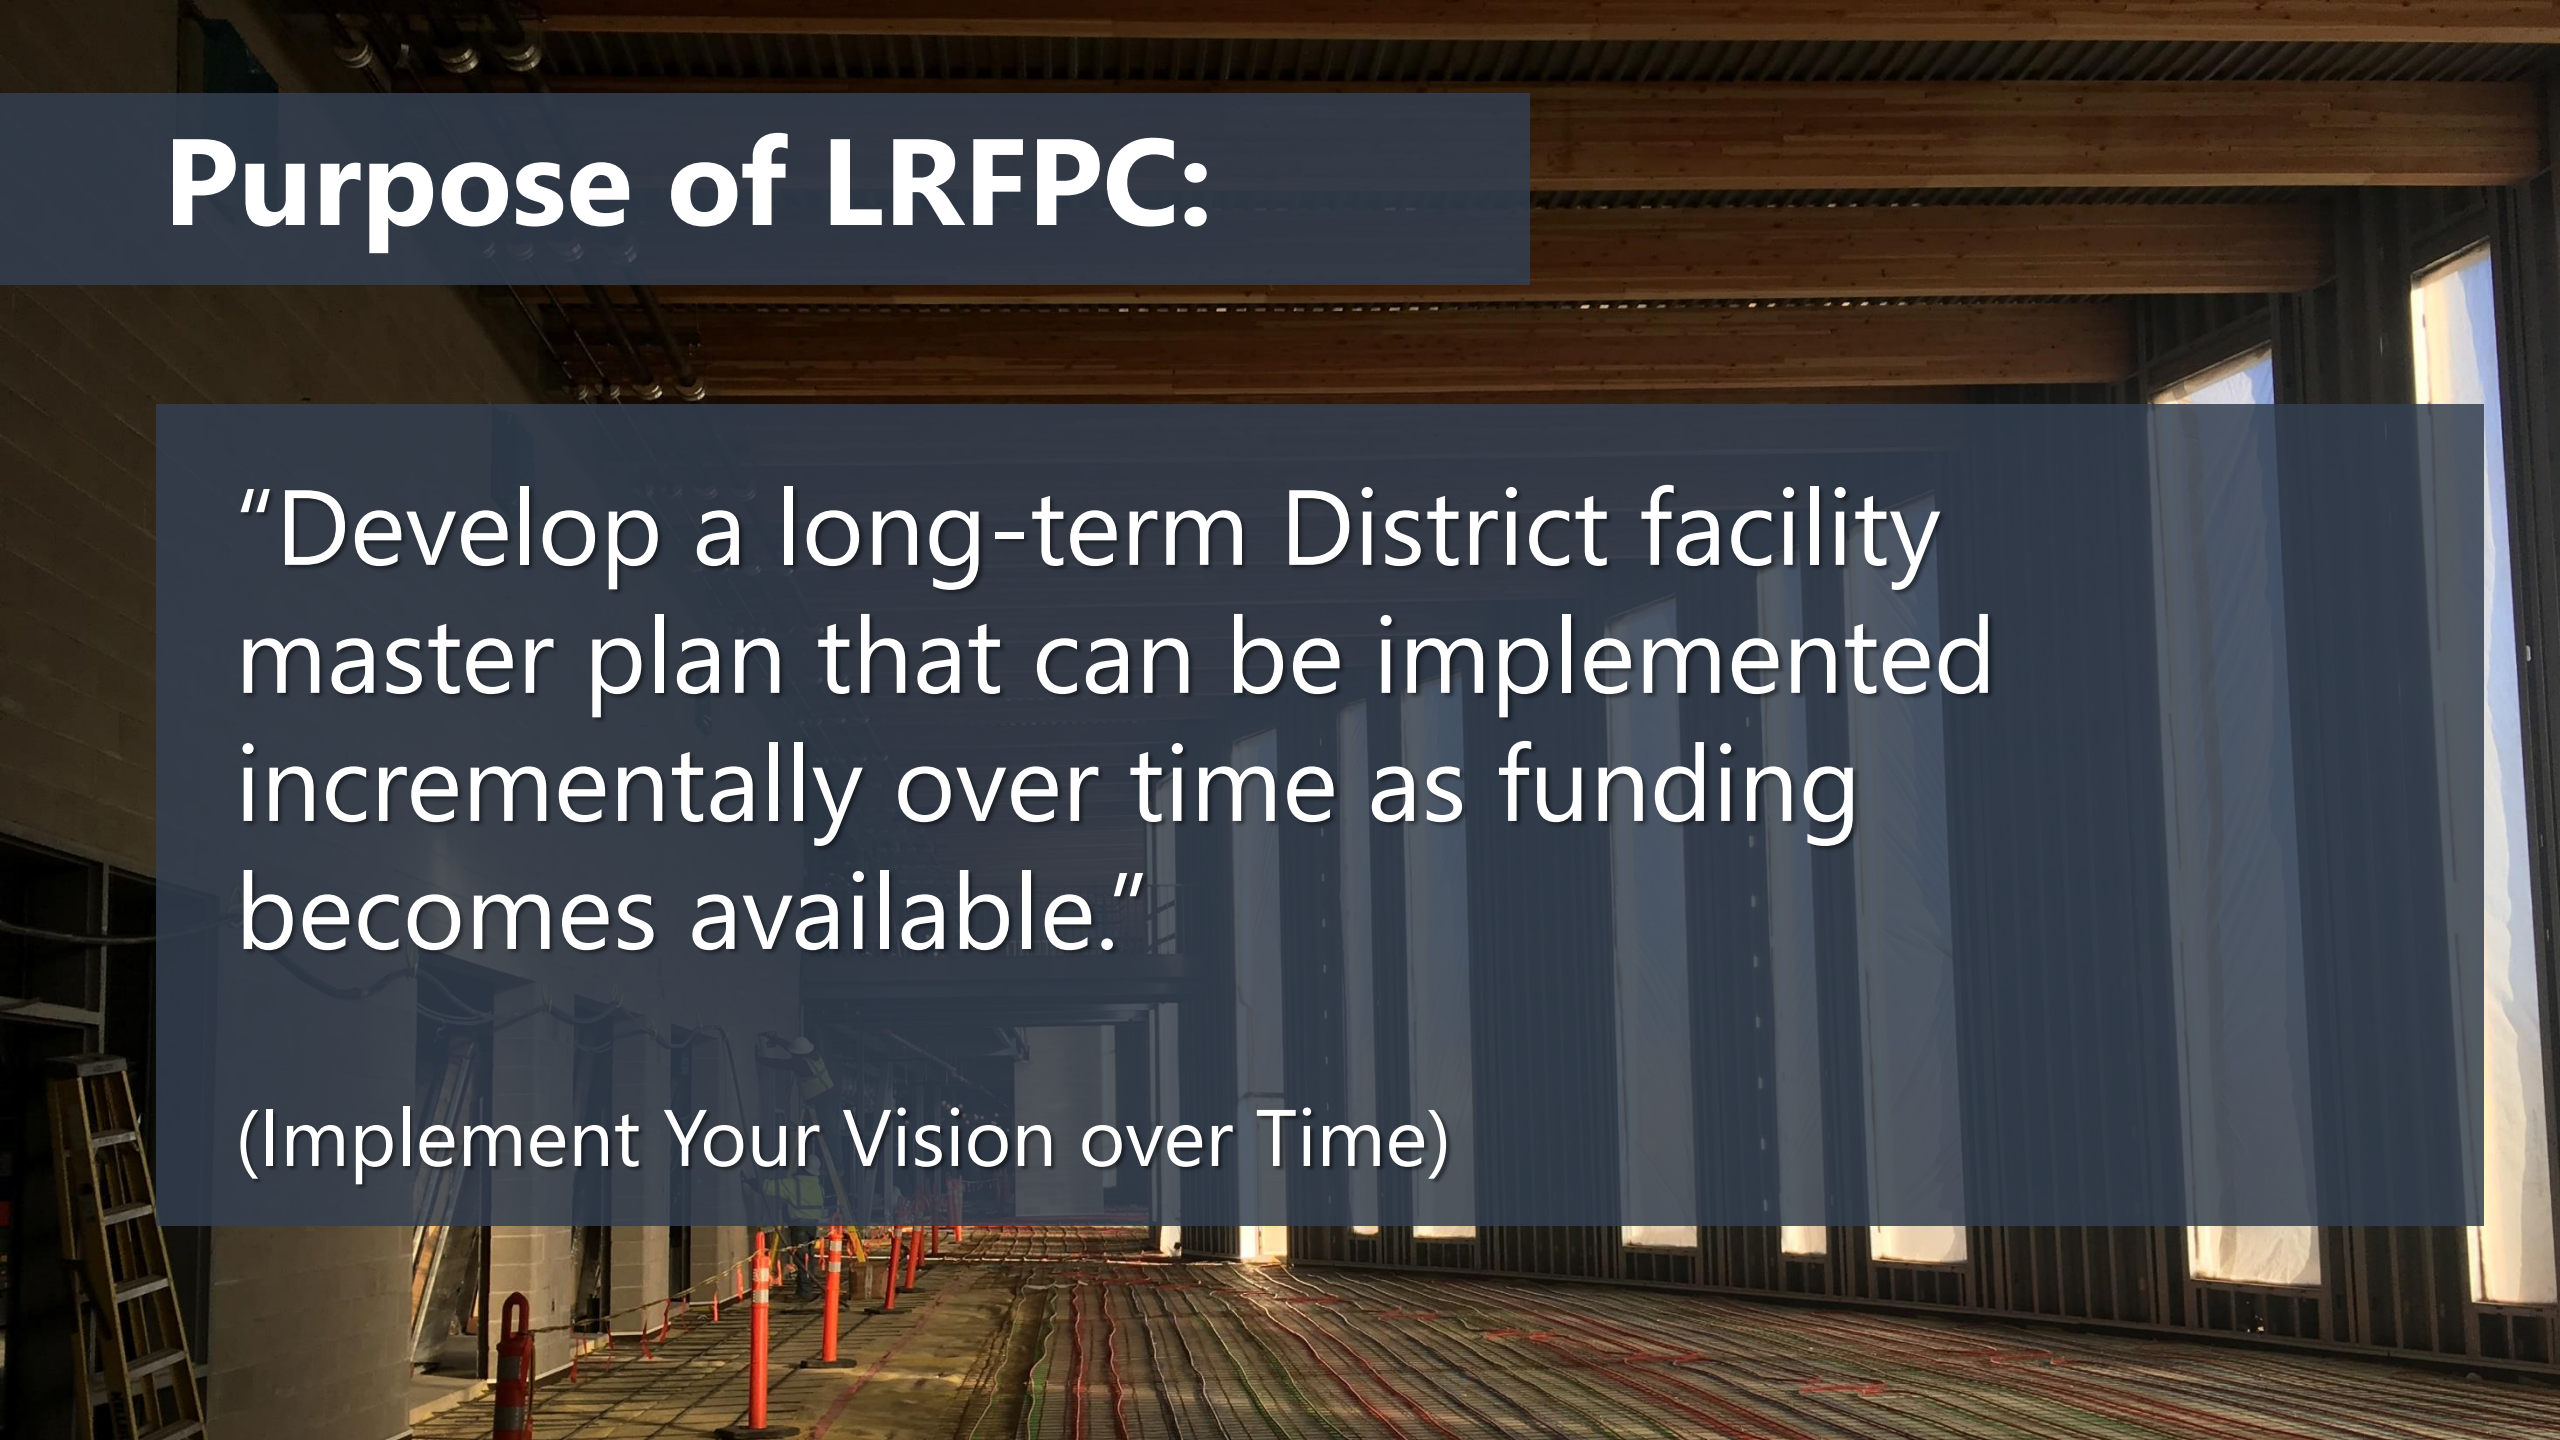 Purpose of LRFPC:
“Develop a long-term District facility
master plan that can be implemented
incrementally over time as funding
becomes available.”
(Implement Your Vision over Time)